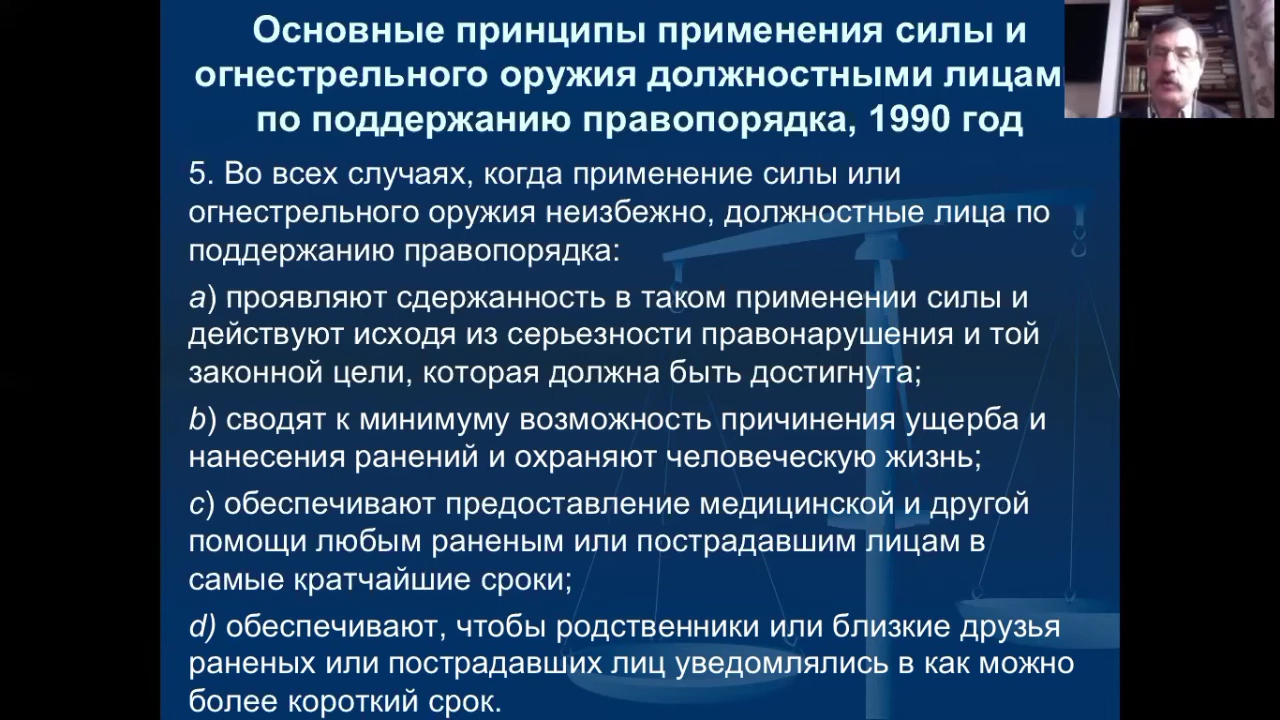 Основные принципы применения силы и
огнестрельного оружия должностными лицам
по поддержанию правопорядка, 1990 год
5. Во всех случаях, когда применение силы или
огнестрельного оружия неизбежно, должностные лица по
поддержанию правопорядка:
a) проявляют сдержанность в таком применении силы и
действуют исходя из серьезности правонарушения и той
законной цели, которая должна быть достигнута;
b) сводят к минимуму возможность причинения ущерба и
нанесения ранений и охраняют человеческую жизнь;
c) обеспечивают предоставление медицинской и другой
помощи любым раненым или пострадавшим лицам в
самые кратчайшие сроки;
d) обеспечивают, чтобы родственники или близкие друзья
раненых или пострадавших лиц уведомлялись в как можно
более короткий срок.